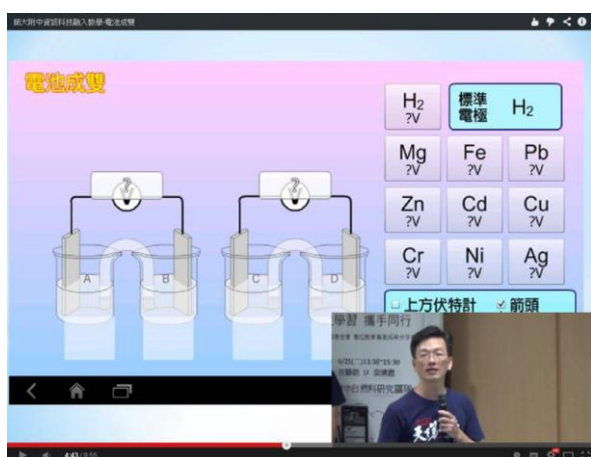 師大附中資訊科技融入教學-電池成雙
電池成雙
H₂
?V
標準
電極
H₂
Mg
?V
Fe
?V
Pb
?V
Zn
?V
Cd
?V
Cu
?V
Cr
?V
Ni
?V
Ag
?V
?
?
A
B
C
D
上方伏特計
箭頭
學習 攜手同行
4:43